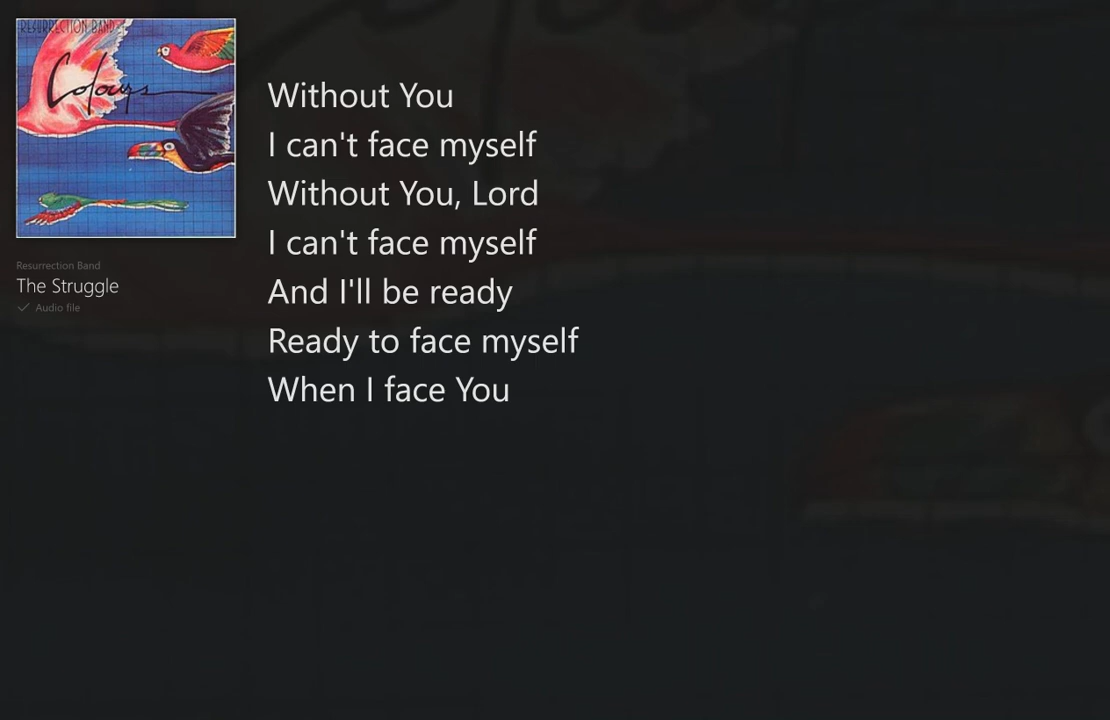 RESURRECTION BAND
Colours
Resurrection Band
The Struggle
Audio file
Without You
I can't face myself
Without You, Lord
I can't face myself
And I'll be ready
Ready to face myself
When I face You